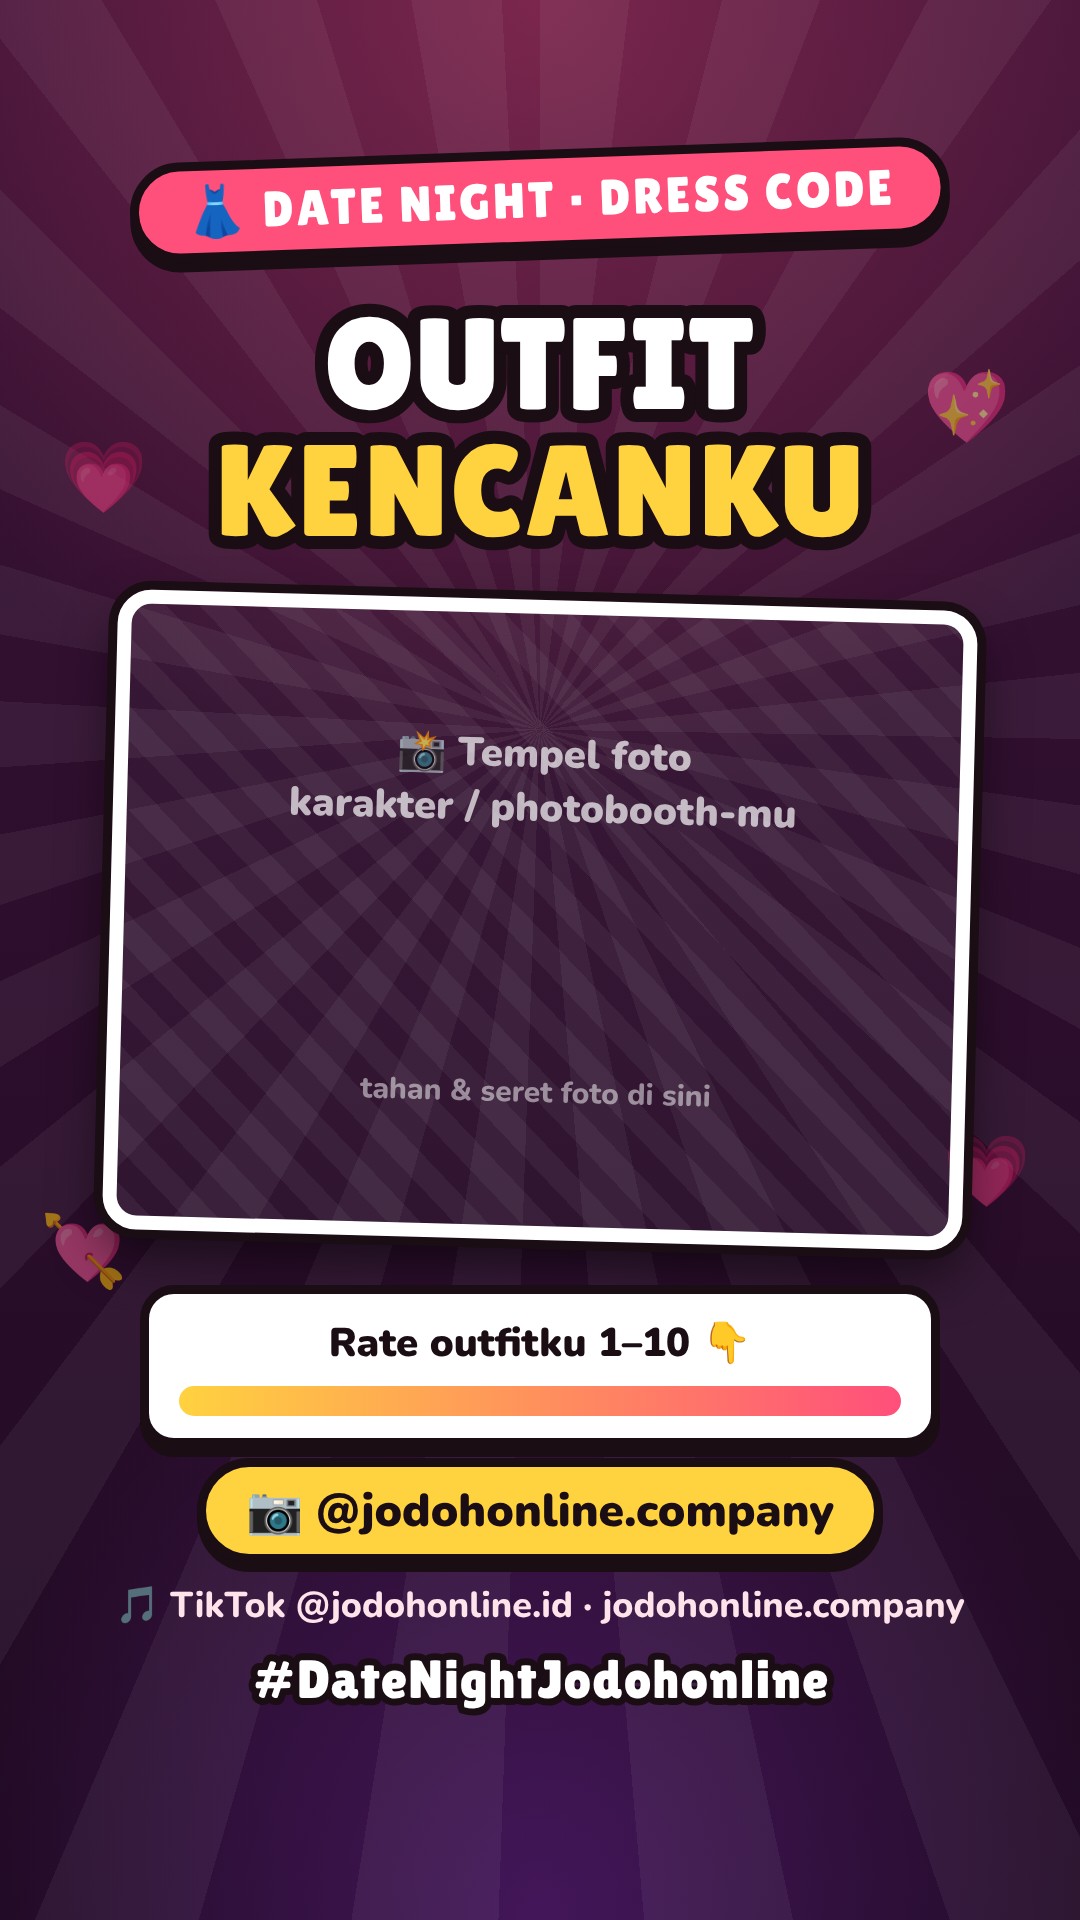 👗 DATE NIGHT · DRESS CODE
OUTFIT
KENCANKU
📸 Tempel foto
karakter / photobooth-mu
tahan & seret foto di sini
Rate outfitku 1–10 👇
📷 @jodohonline.company
🎵 TikTok @jodohonline.id · jodohonline.company
#DateNightJodohonline